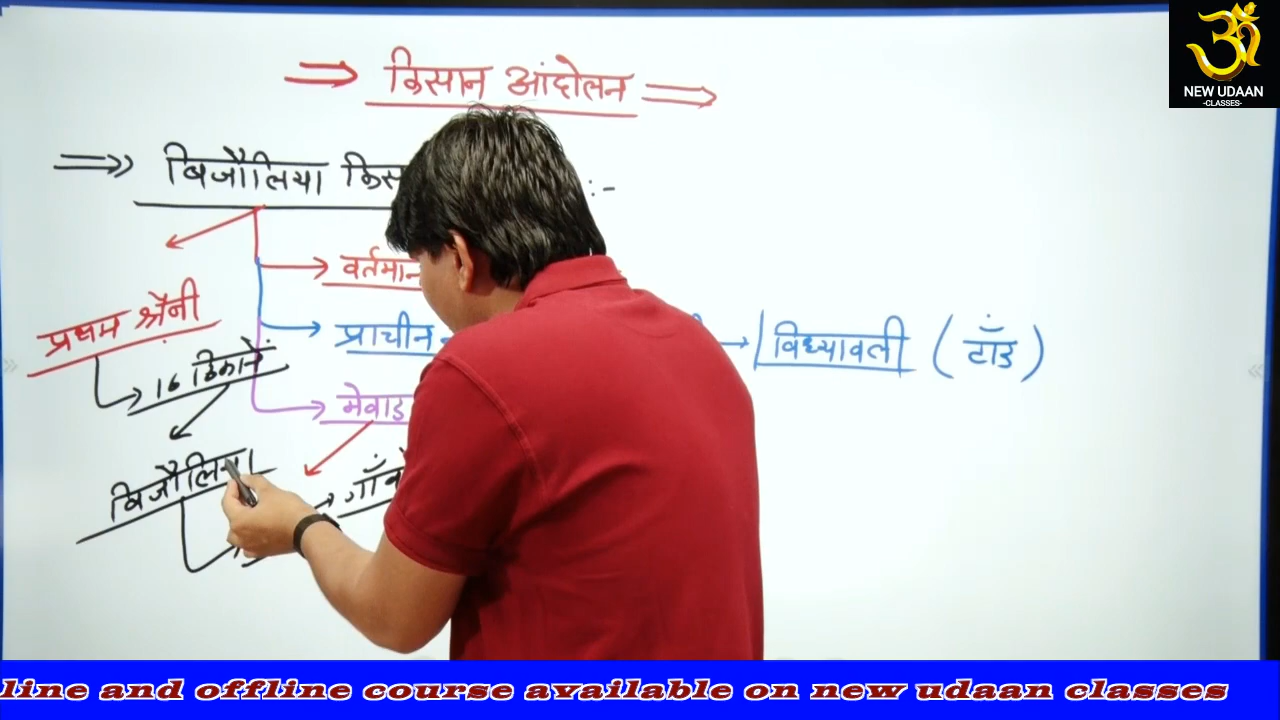 ॐ
NEW UDAAN
-CLASSES-
⇒ किसान आंदोलन ⇒
⇒ बिजौलिया :-
वर्तमान
प्रथम श्रैनी
प्राचीन
विध्यावली (टॉड)
16 ठिकाने
मेवाड
बिजौलिया
line and offline course available on new udaan classes